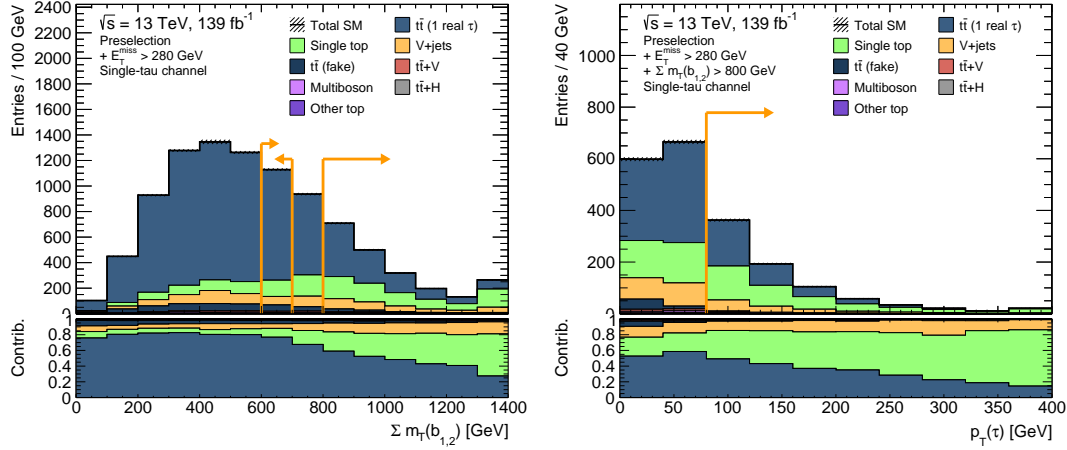 √s = 13 TeV, 139 fb⁻¹
Preselection
+ E_T^miss > 280 GeV
Single-tau channel
Total SM
Single top
tt̄ (fake)
Multiboson
Other top
tt̄ (1 real τ)
V+jets
tt̄+V
tt̄+H
Entries / 100 GeV
2400
2200
2000
1800
1600
1400
1200
1000
800
600
400
200
Contrib.
1
0.8
0.6
0.4
0.2
0
0 200 400 600 800 1000 1200 1400
Σ m_T(b_1,2) [GeV]
√s = 13 TeV, 139 fb⁻¹
Preselection
+ E_T^miss > 280 GeV
+ Σ m_T(b_1,2) > 800 GeV
Single-tau channel
Total SM
Single top
tt̄ (fake)
Multiboson
Other top
tt̄ (1 real τ)
V+jets
tt̄+V
tt̄+H
Entries / 40 GeV
1000
800
600
400
200
Contrib.
1
0.8
0.6
0.4
0.2
0
0 50 100 150 200 250 300 350 400
p_T(τ) [GeV]